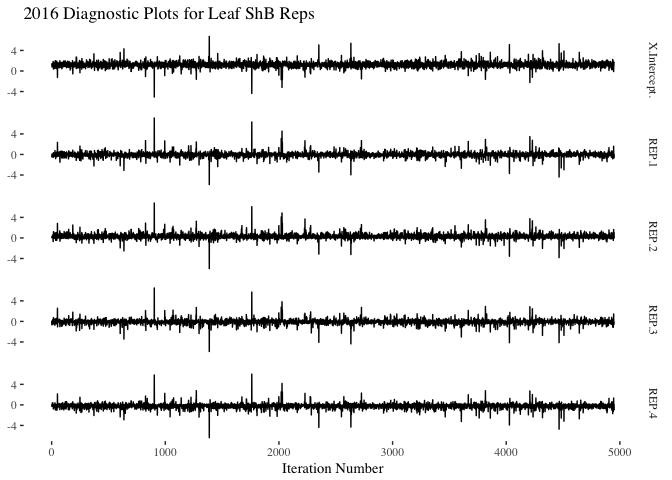 2016 Diagnostic Plots for Leaf ShB Reps
4
0
-4
X.Intercept.
4
0
-4
REP.1
4
0
-4
REP.2
4
0
-4
REP.3
4
0
-4
REP.4
0 1000 2000 3000 4000 5000
Iteration Number